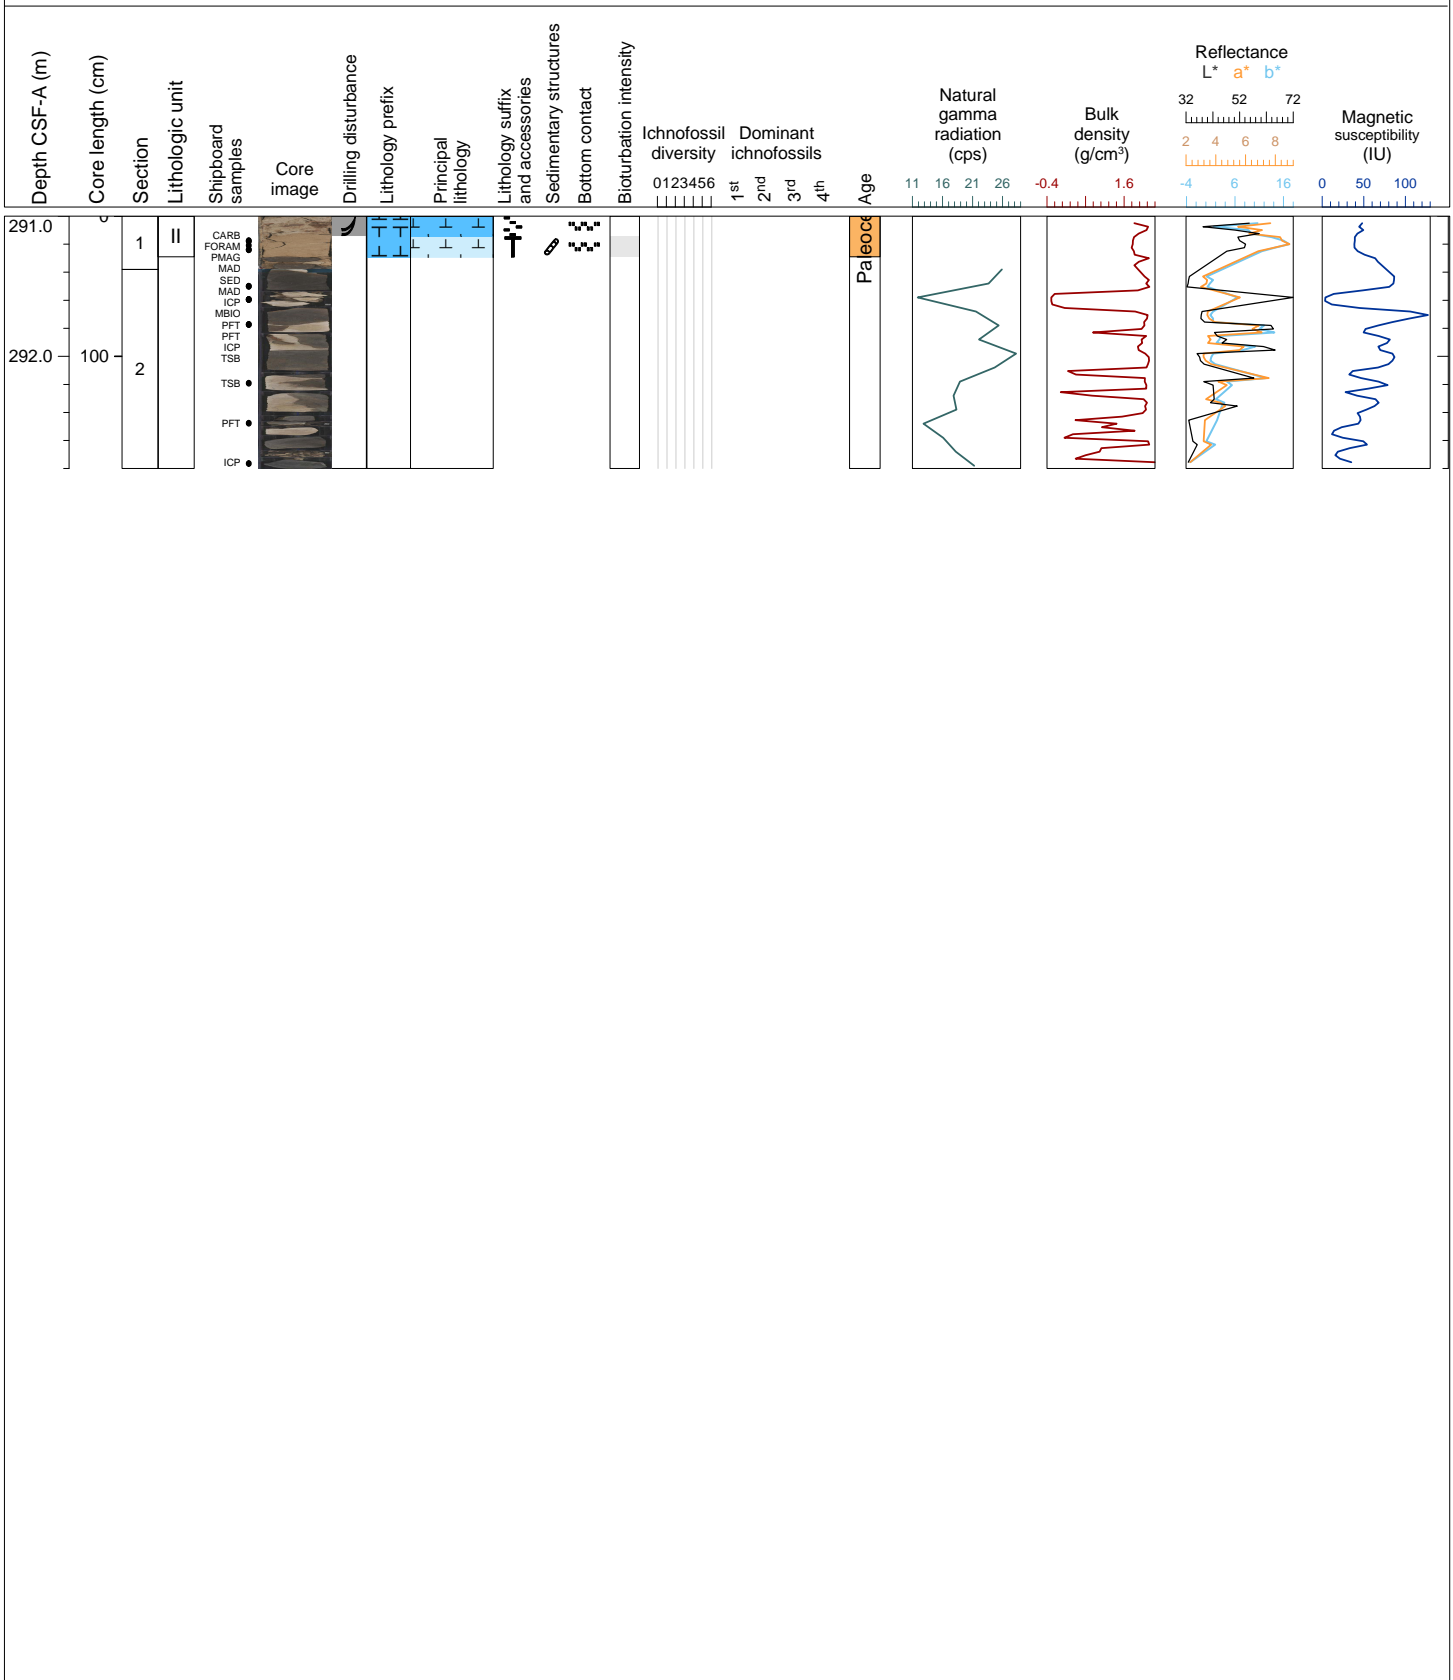 Depth CSF-A (m)
Core length (cm)
Section
Lithologic unit
Shipboard
samples
Core
image
Drilling disturbance
Lithology prefix
Principal
lithology
Lithology suffix
and accessories
Sedimentary structures
Bottom contact
Bioturbation intensity
Ichnofossil
diversity
0123456
Dominant
ichnofossils
1st
2nd
3rd
4th
Age
Natural
gamma
radiation
(cps)
11 16 21 26
Bulk
density
(g/cm³)
-0.4 1.6
Reflectance
L* a* b*
32 52 72
2 4 6 8
-4 6 16
Magnetic
susceptibility
(IU)
0 50 100
291.0
292.0
0
100
1
2
II
CARB
FORAM
PMAG
MAD
SED
MAD
ICP
MBIO
PFT
PFT
ICP
TSB
TSB
PFT
ICP
Paleoce